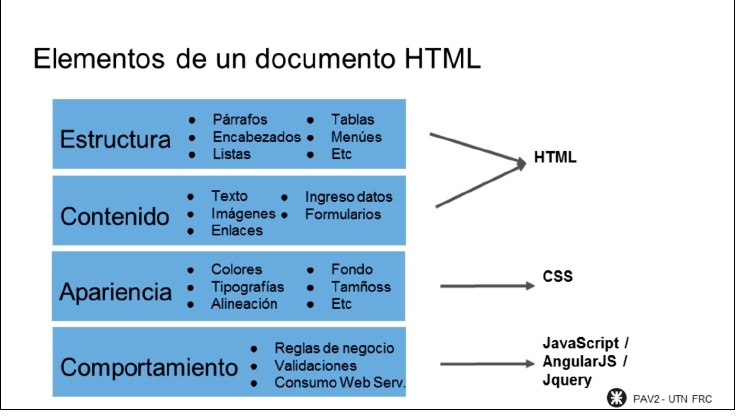 Elementos de un documento HTML
Estructura
● Párrafos
● Encabezados
● Listas
● Tablas
● Menúes
● Etc
HTML
Contenido
● Texto
● Imágenes
● Enlaces
● Ingreso datos
● Formularios
Apariencia
● Colores
● Tipografías
● Alineación
● Fondo
● Tamñoss
● Etc
CSS
Comportamiento
● Reglas de negocio
● Validaciones
● Consumo Web Serv.
JavaScript /
AngularJS /
Jquery
PAV2 - UTN FRC